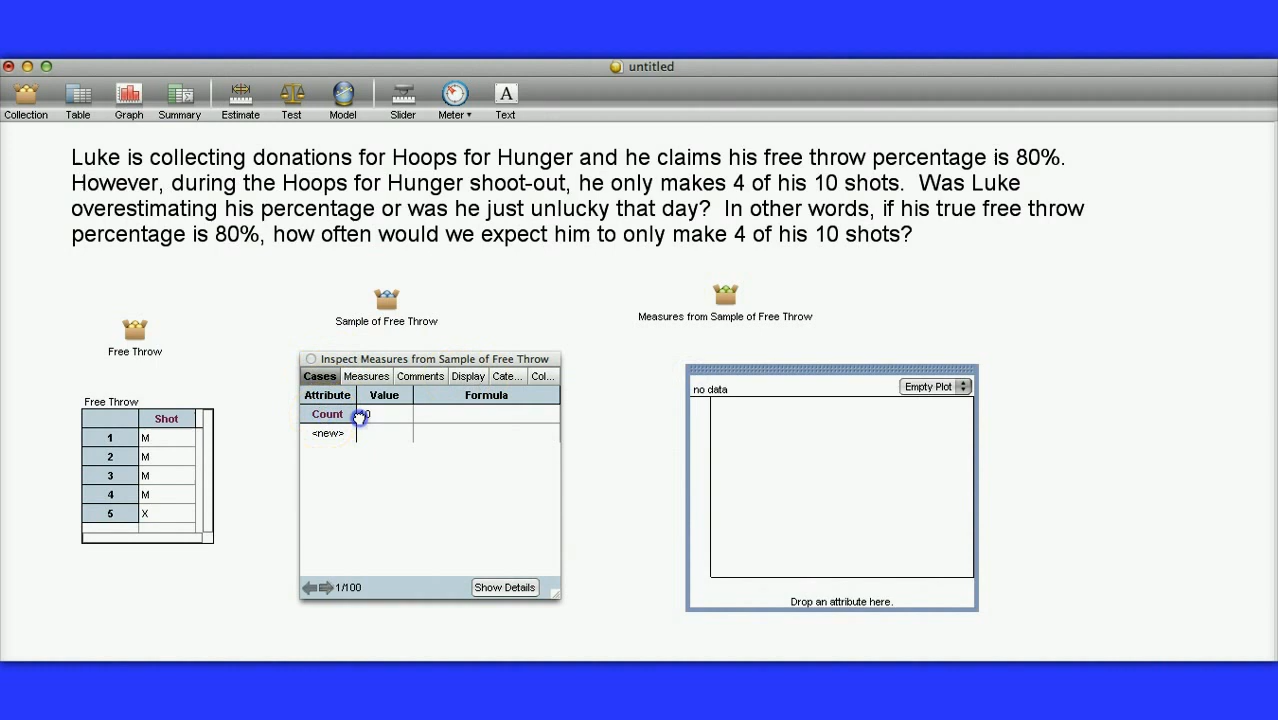 untitled
Collection Table Graph Summary Estimate Test Model Slider Meter Text
Luke is collecting donations for Hoops for Hunger and he claims his free throw percentage is 80%.
However, during the Hoops for Hunger shoot-out, he only makes 4 of his 10 shots. Was Luke
overestimating his percentage or was he just unlucky that day? In other words, if his true free throw
percentage is 80%, how often would we expect him to only make 4 of his 10 shots?
Free Throw
Sample of Free Throw
Measures from Sample of Free Throw
Free Throw
Shot
1 M
2 M
3 M
4 M
5 X
Inspect Measures from Sample of Free Throw
Cases Measures Comments Display Cate... Col...
Attribute Value Formula
Count
<new>
1/100 Show Details
no data Empty Plot
Drop an attribute here.